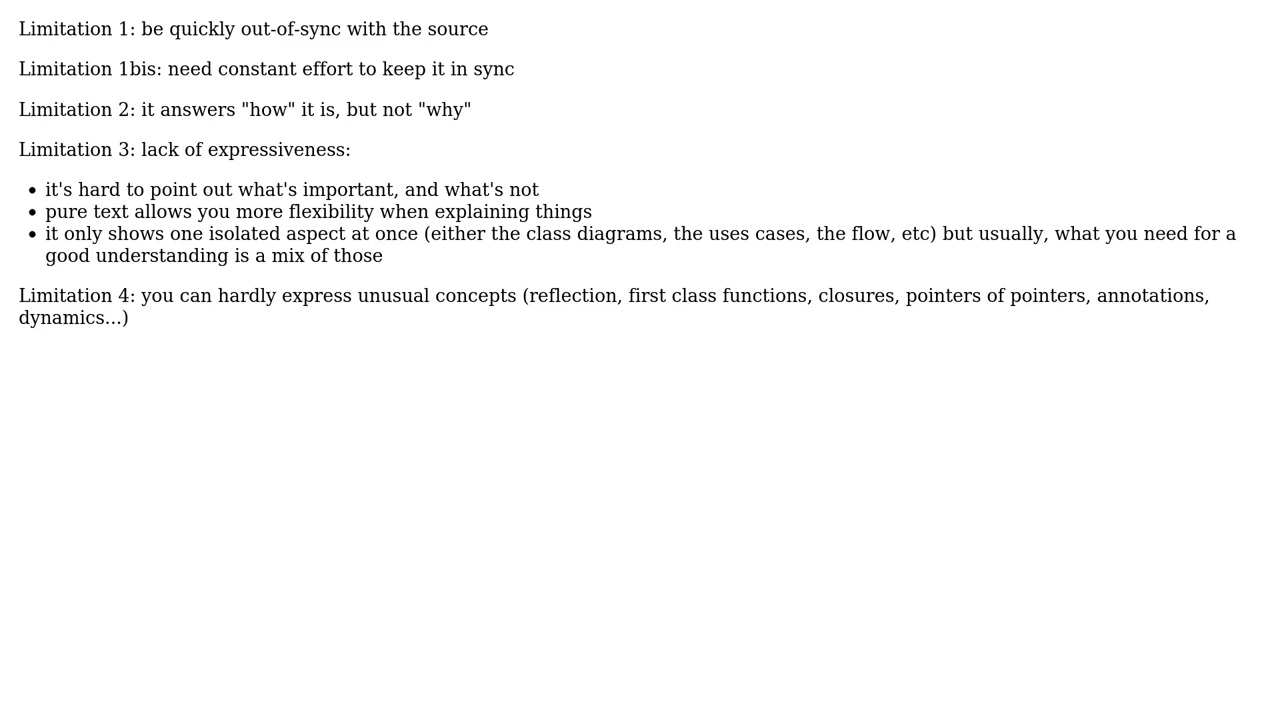 Limitation 1: be quickly out-of-sync with the source
Limitation 1bis: need constant effort to keep it in sync
Limitation 2: it answers "how" it is, but not "why"
Limitation 3: lack of expressiveness:
• it's hard to point out what's important, and what's not
• pure text allows you more flexibility when explaining things
• it only shows one isolated aspect at once (either the class diagrams, the uses cases, the flow, etc) but usually, what you need for a
good understanding is a mix of those
Limitation 4: you can hardly express unusual concepts (reflection, first class functions, closures, pointers of pointers, annotations,
dynamics...)